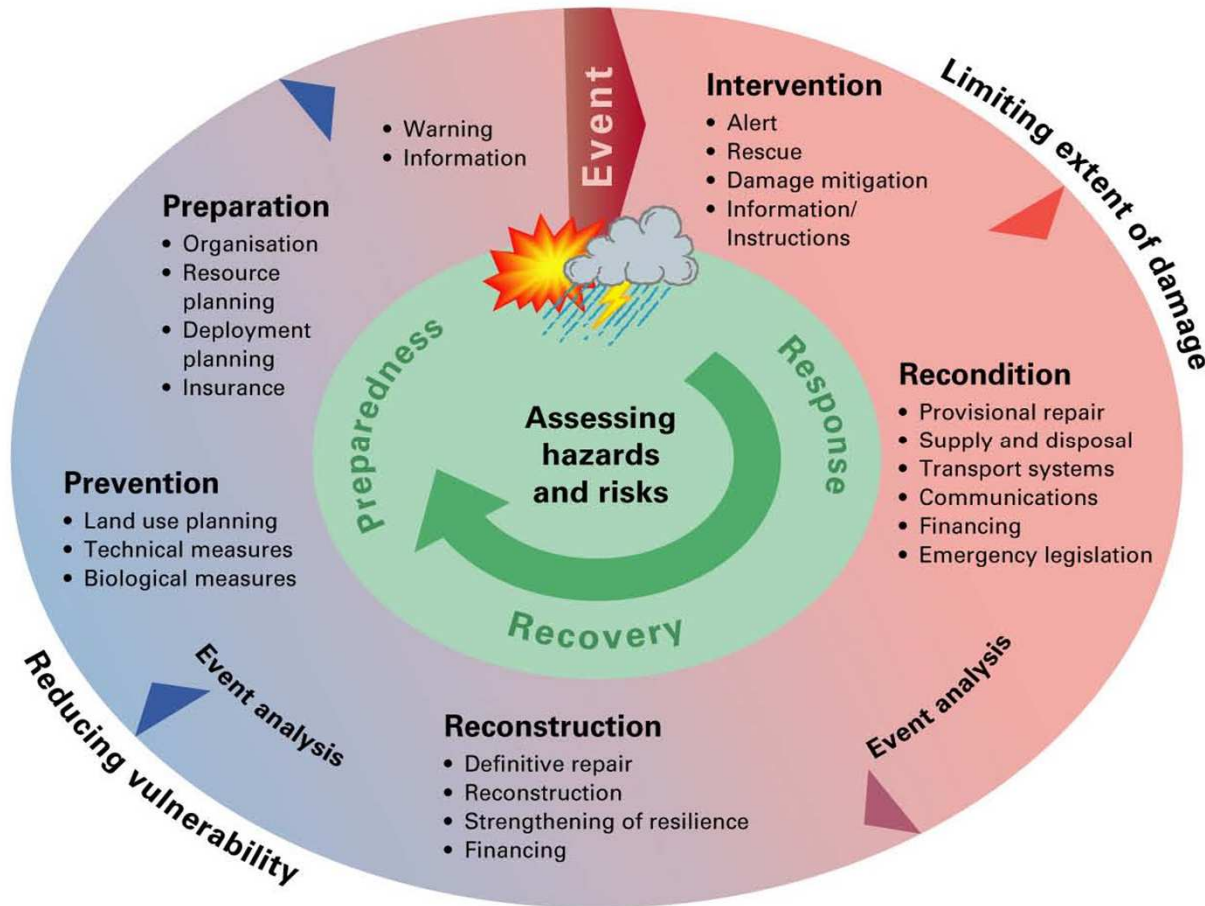 Event
Intervention
• Alert
• Rescue
• Damage mitigation
• Information/
Instructions
Limiting extent of damage
Recondition
• Provisional repair
• Supply and disposal
• Transport systems
• Communications
• Financing
• Emergency legislation
Event analysis
Reconstruction
• Definitive repair
• Reconstruction
• Strengthening of resilience
• Financing
Event analysis
Reducing vulnerability
Prevention
• Land use planning
• Technical measures
• Biological measures
Preparation
• Organisation
• Resource
planning
• Deployment
planning
• Insurance
• Warning
• Information
Response
Recovery
Preparedness
Assessing
hazards
and risks